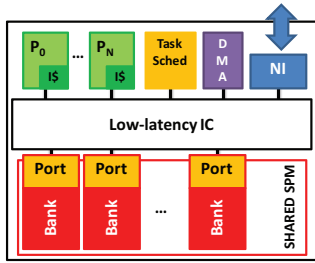 P0 ... PN Task Sched D M A NI
I$ I$
Low-latency IC
Port Port Port
Bank Bank ... Bank
SHARED SPM